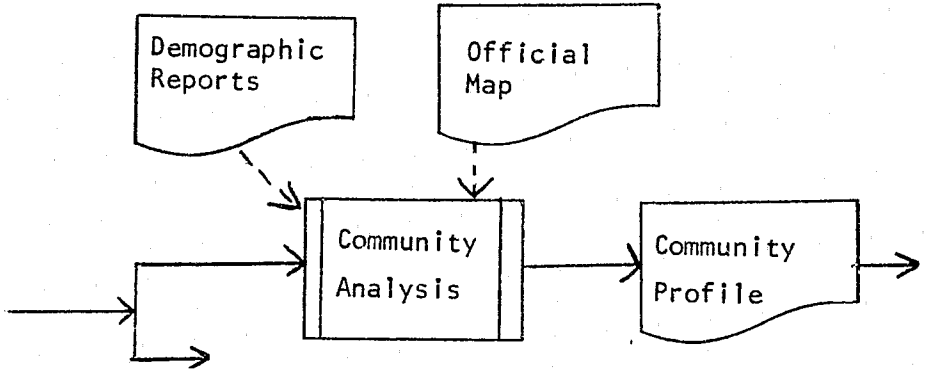 Demographic
Reports
Official
Map
Community
Analysis
Community
Profile